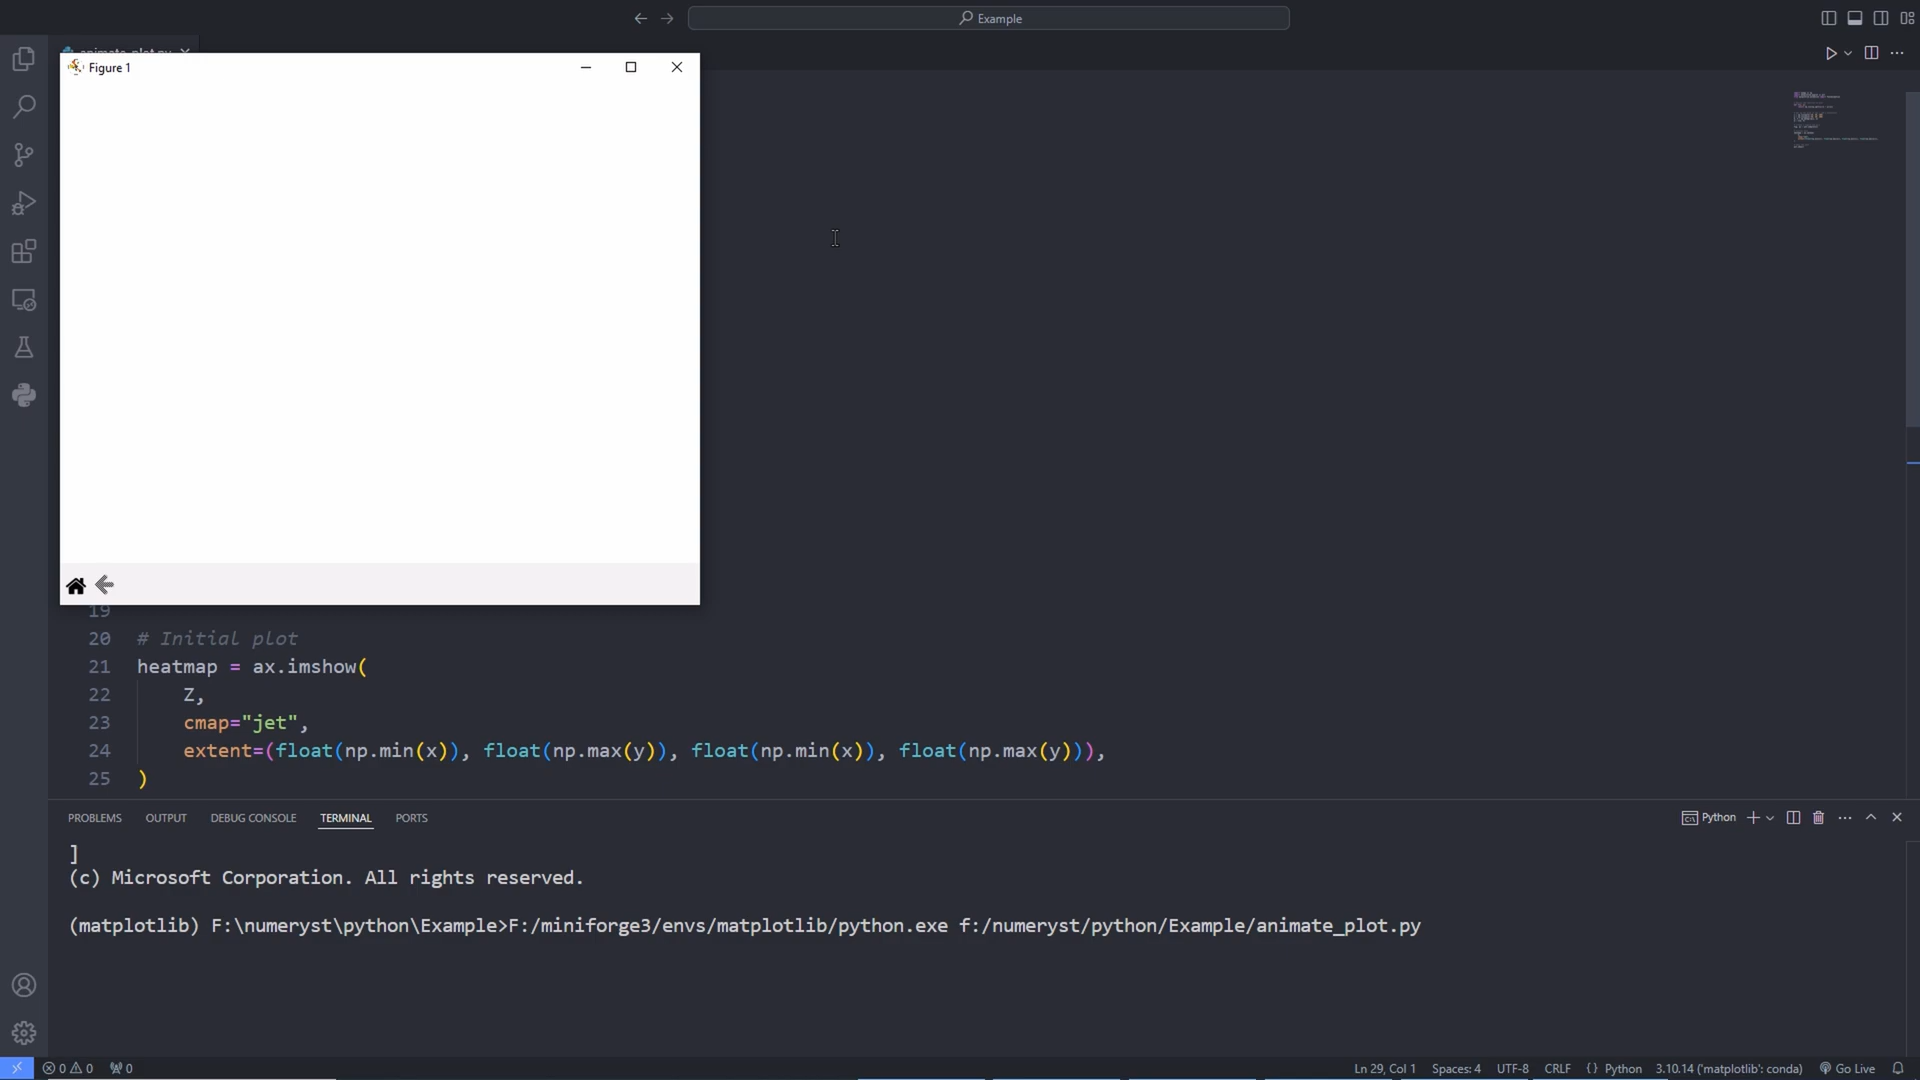 Example
animate_plot.py
Figure 1
19
20 # Initial plot
21 heatmap = ax.imshow(
22 Z,
23 cmap="jet",
24 extent=(float(np.min(x)), float(np.max(y)), float(np.min(x)), float(np.max(y))),
25 )
PROBLEMS OUTPUT DEBUG CONSOLE TERMINAL PORTS
Python
]
(c) Microsoft Corporation. All rights reserved.
(matplotlib) F:\numeryst\python\Example>F:/miniforge3/envs/matplotlib/python.exe f:/numeryst/python/Example/animate_plot.py
0 0 0 Ln 29, Col 1 Spaces: 4 UTF-8 CRLF {} Python 3.10.14 ('matplotlib': conda) Go Live